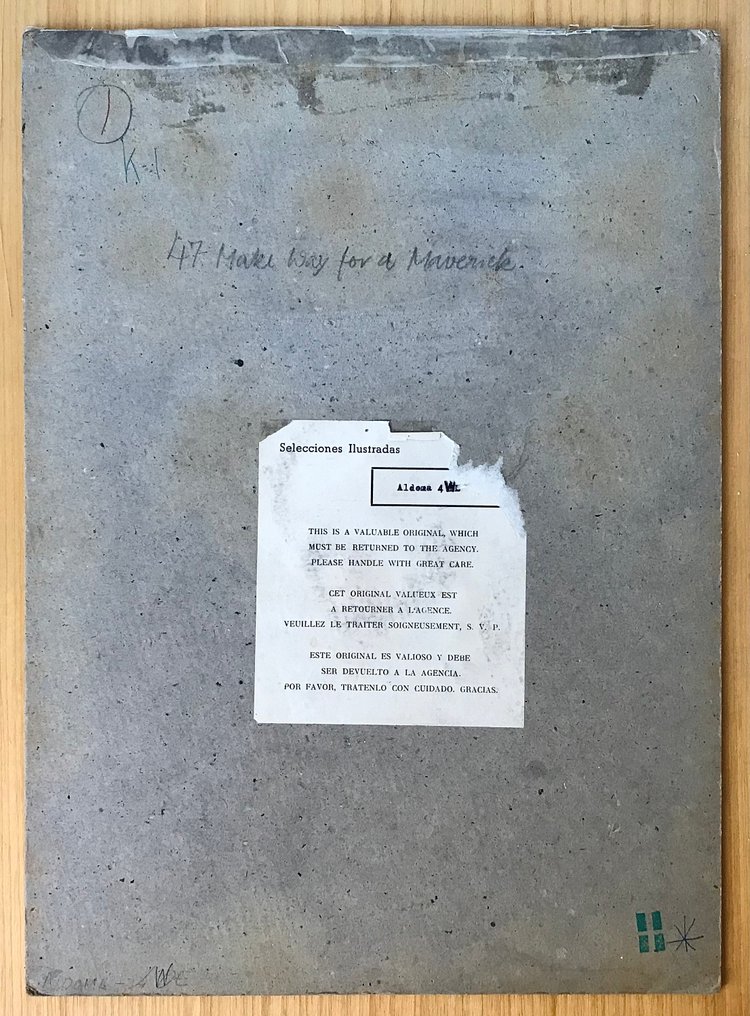 1
K-1.
47. Make Way for a Maverick.
Selecciones Ilustradas
Aldoma 4WL
THIS IS A VALUABLE ORIGINAL, WHICH
MUST BE RETURNED TO THE AGENCY.
PLEASE HANDLE WITH GREAT CARE.
CET ORIGINAL VALUEUX EST
A RETOURNER A L'AGENCE.
VEUILLEZ LE TRAITER SOIGNEUSEMENT, S. V. P.
ESTE ORIGINAL ES VALIOSO Y DEBE
SER DEVUELTO A LA AGENCIA.
POR FAVOR, TRATENLO CON CUIDADO. GRACIAS.
ALDOMA -